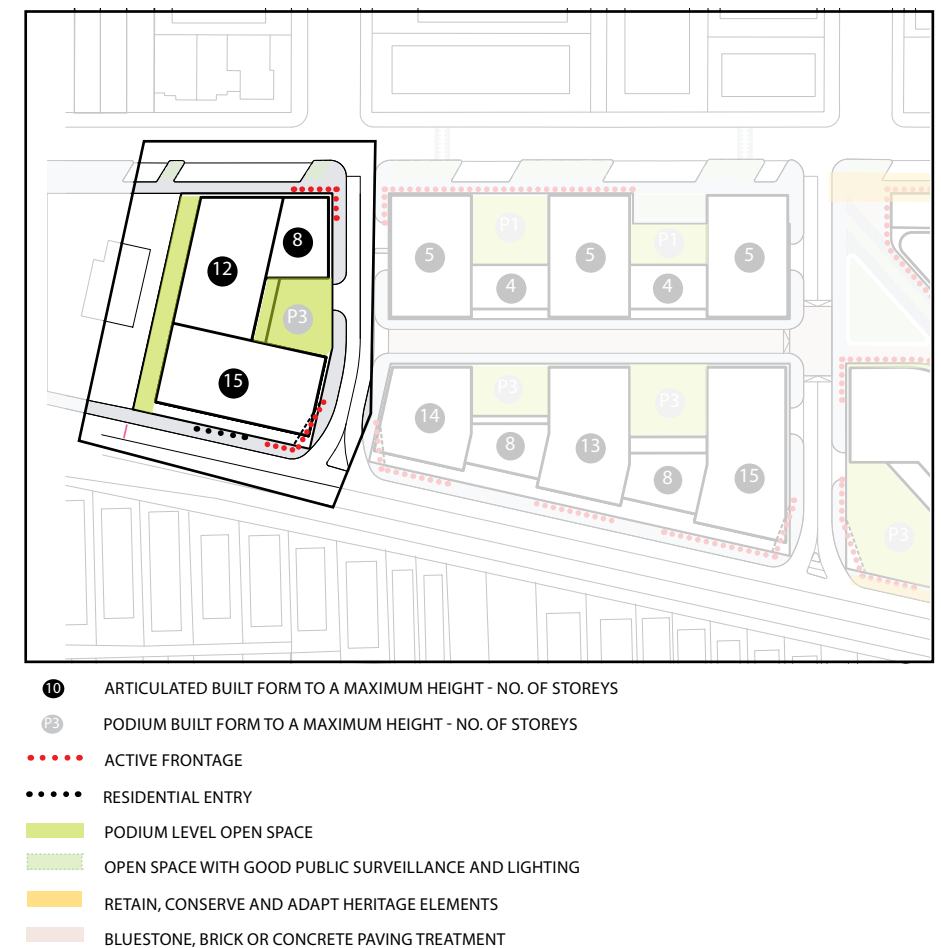 P1
8
5
5
P1
5
12
4
4
P3
15
P3
P3
14
8
13
8
15
P3
10 ARTICULATED BUILT FORM TO A MAXIMUM HEIGHT - NO. OF STOREYS
P3 PODIUM BUILT FORM TO A MAXIMUM HEIGHT - NO. OF STOREYS
ACTIVE FRONTAGE
RESIDENTIAL ENTRY
PODIUM LEVEL OPEN SPACE
OPEN SPACE WITH GOOD PUBLIC SURVEILLANCE AND LIGHTING
RETAIN, CONSERVE AND ADAPT HERITAGE ELEMENTS
BLUESTONE, BRICK OR CONCRETE PAVING TREATMENT